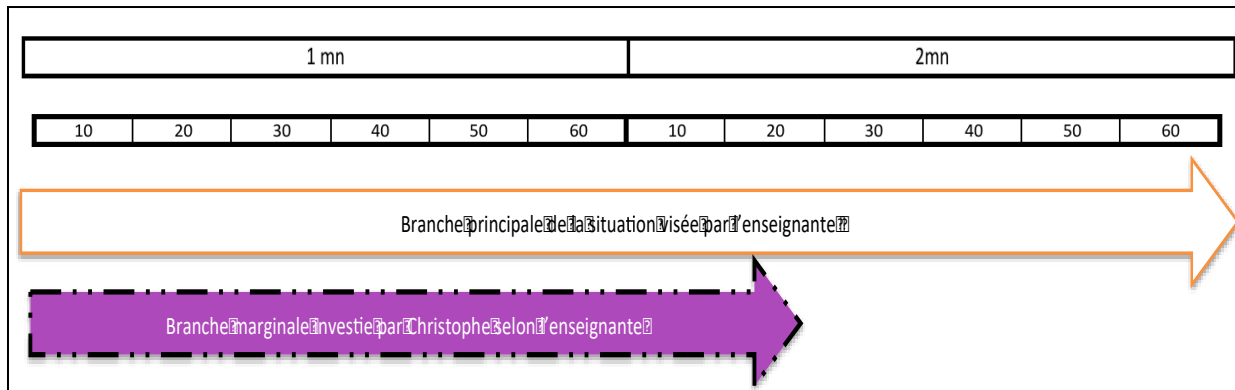 1 mn 2mn
10 20 30 40 50 60 10 20 30 40 50 60
Branche principale de la situation visée par l'enseignante
Branche marginale investie par Christophe selon l'enseignante